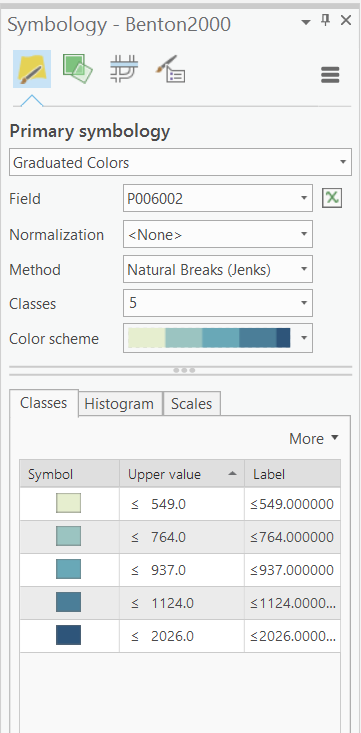 Symbology - Benton2000
Primary symbology
Graduated Colors
Field P006002
Normalization <None>
Method Natural Breaks (Jenks)
Classes 5
Color scheme
Classes Histogram Scales
More
Symbol Upper value Label
≤ 549.0 ≤549.000000
≤ 764.0 ≤764.000000
≤ 937.0 ≤937.000000
≤ 1124.0 ≤1124.0000...
≤ 2026.0 ≤2026.0000...